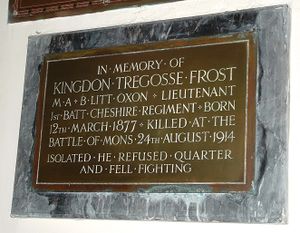 IN · MEMORY · OF
KINGDON · TREGOSSE · FROST
M · A · B · LITT · OXON · LIEUTENANT
1ST · BATT · CHESHIRE · REGIMENT · BORN
12TH · MARCH · 1877 · KILLED · AT · THE
BATTLE · OF · MONS · 24TH · AUGUST · 1914
ISOLATED · HE · REFUSED · QUARTER
AND · FELL · FIGHTING